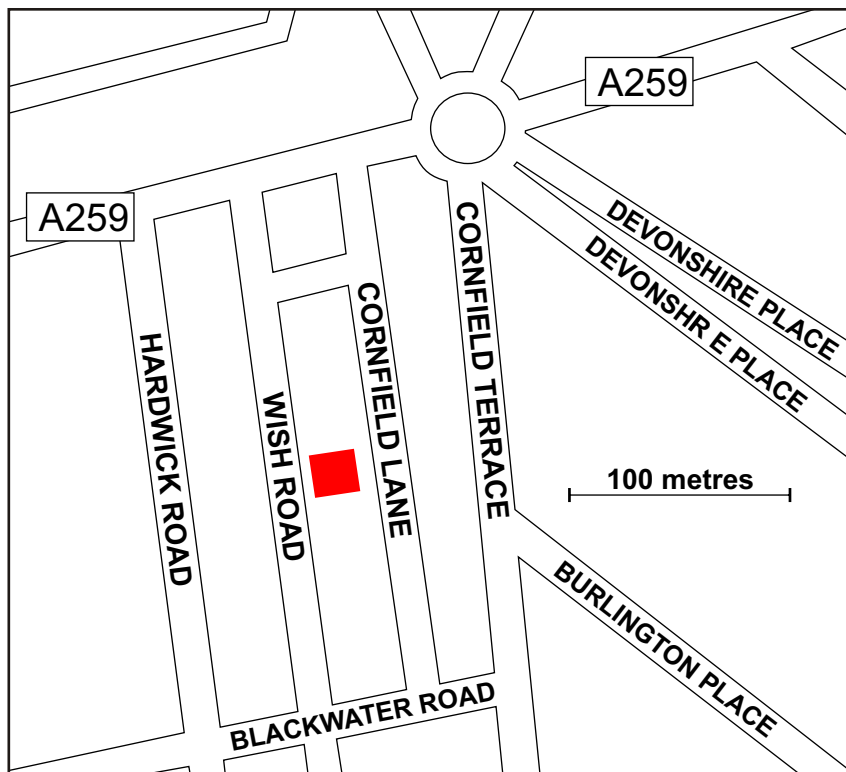 A259
A259
DEVONSHIRE PLACE
DEVONSHR E PLACE
CORNFIELD TERRACE
CORNFIELD LANE
HARDWICK ROAD
WISH ROAD
100 metres
BURLINGTON PLACE
BLACKWATER ROAD